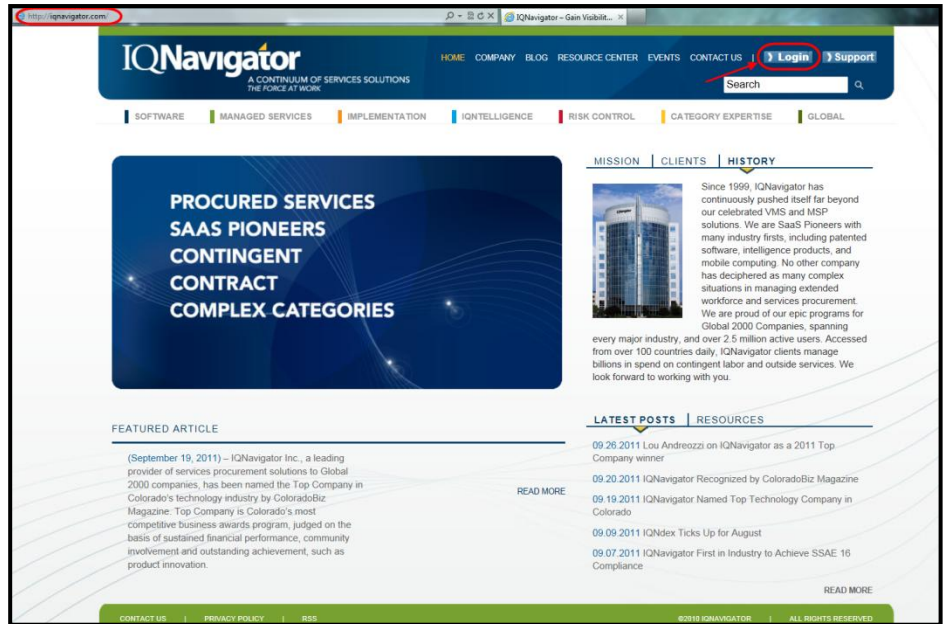 http://iqnavigator.com/
IQNavigator – Gain Visibilit...
IQNavigator
A CONTINUUM OF SERVICES SOLUTIONS
THE FORCE AT WORK
HOME COMPANY BLOG RESOURCE CENTER EVENTS CONTACT US | Login Support
Search
SOFTWARE MANAGED SERVICES IMPLEMENTATION IQNTELLIGENCE RISK CONTROL CATEGORY EXPERTISE GLOBAL
PROCURED SERVICES
SAAS PIONEERS
CONTINGENT
CONTRACT
COMPLEX CATEGORIES
MISSION | CLIENTS | HISTORY
Since 1999, IQNavigator has
continuously pushed itself far beyond
our celebrated VMS and MSP
solutions. We are SaaS Pioneers with
many industry firsts, including patented
software, intelligence products, and
mobile computing. No other company
has deciphered as many complex
situations in managing extended
workforce and services procurement.
We are proud of our epic programs for
Global 2000 Companies, spanning
every major industry, and over 2.5 million active users. Accessed
from over 100 countries daily, IQNavigator clients manage
billions in spend on contingent labor and outside services. We
look forward to working with you.
FEATURED ARTICLE
(September 19, 2011) – IQNavigator Inc., a leading
provider of services procurement solutions to Global
2000 companies, has been named the Top Company in
Colorado's technology industry by ColoradoBiz
Magazine. Top Company is Colorado's most
competitive business awards program, judged on the
basis of sustained financial performance, community
involvement and outstanding achievement, such as
product innovation.
READ MORE
LATEST POSTS | RESOURCES
09.26.2011 Lou Andreozzi on IQNavigator as a 2011 Top
Company winner
09.20.2011 IQNavigator Recognized by ColoradoBiz Magazine
09.19.2011 IQNavigator Named Top Technology Company in
Colorado
09.09.2011 IQNdex Ticks Up for August
09.07.2011 IQNavigator First in Industry to Achieve SSAE 16
Compliance
READ MORE
CONTACT US | PRIVACY POLICY | RSS
©2010 IQNAVIGATOR | ALL RIGHTS RESERVED